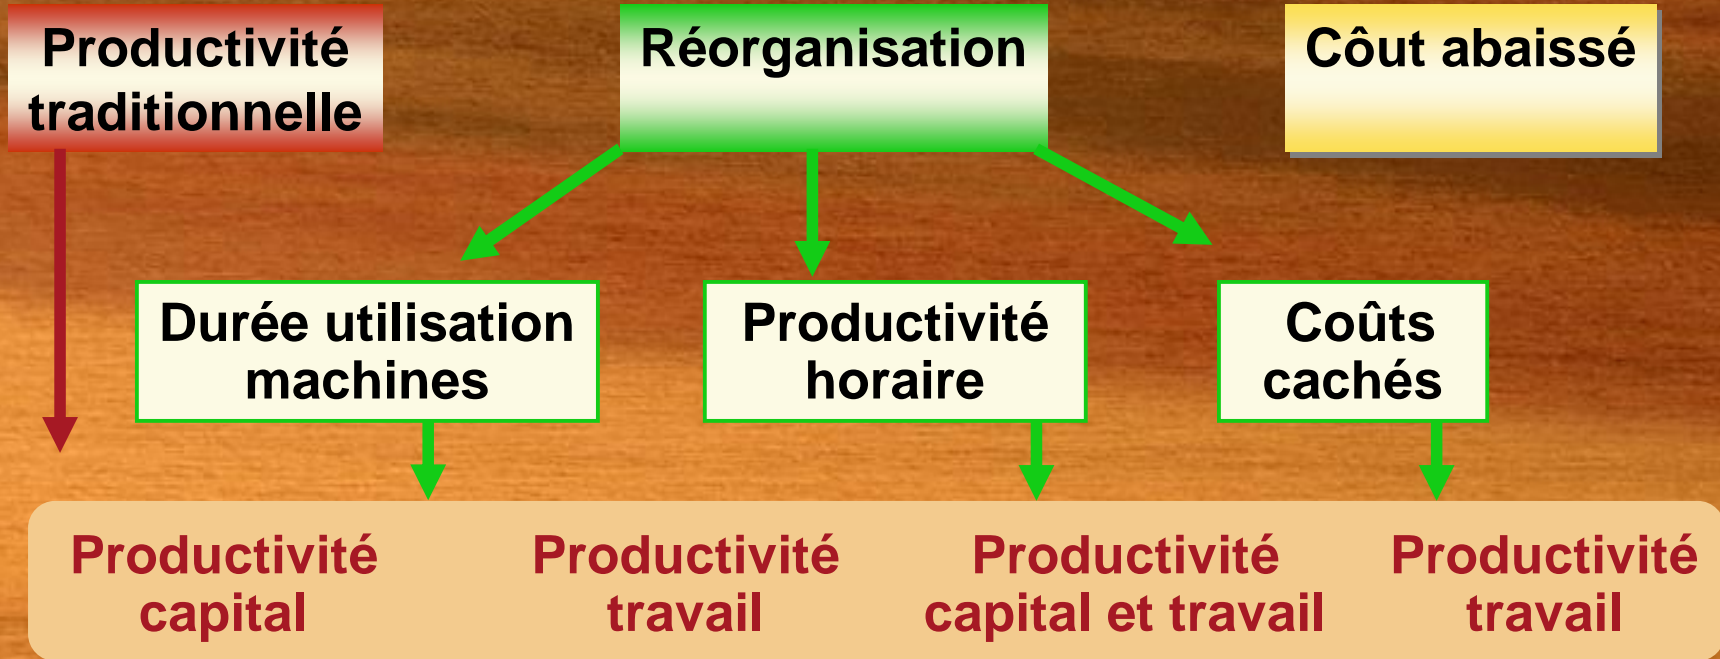 Productivité
traditionnelle
Réorganisation
Côut abaissé
Durée utilisation
machines
Productivité
horaire
Coûts
cachés
Productivité
capital
Productivité
travail
Productivité
capital et travail
Productivité
travail